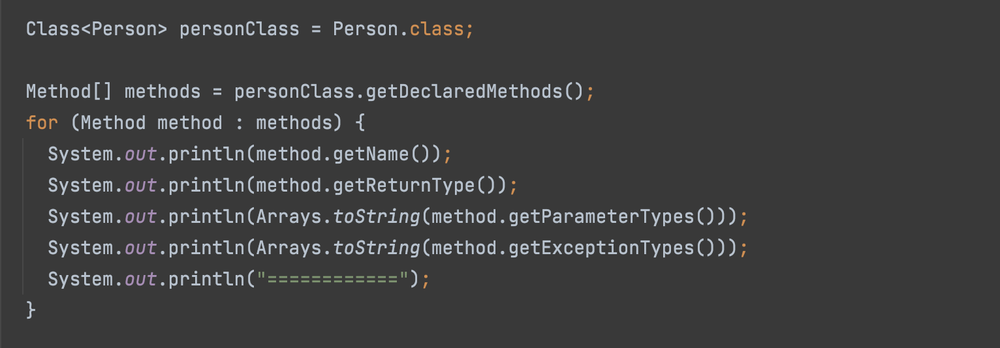 Class<Person> personClass = Person.class;
Method[] methods = personClass.getDeclaredMethods();
for (Method method : methods) {
  System.out.println(method.getName());
  System.out.println(method.getReturnType());
  System.out.println(Arrays.toString(method.getParameterTypes()));
  System.out.println(Arrays.toString(method.getExceptionTypes()));
  System.out.println("============");
}